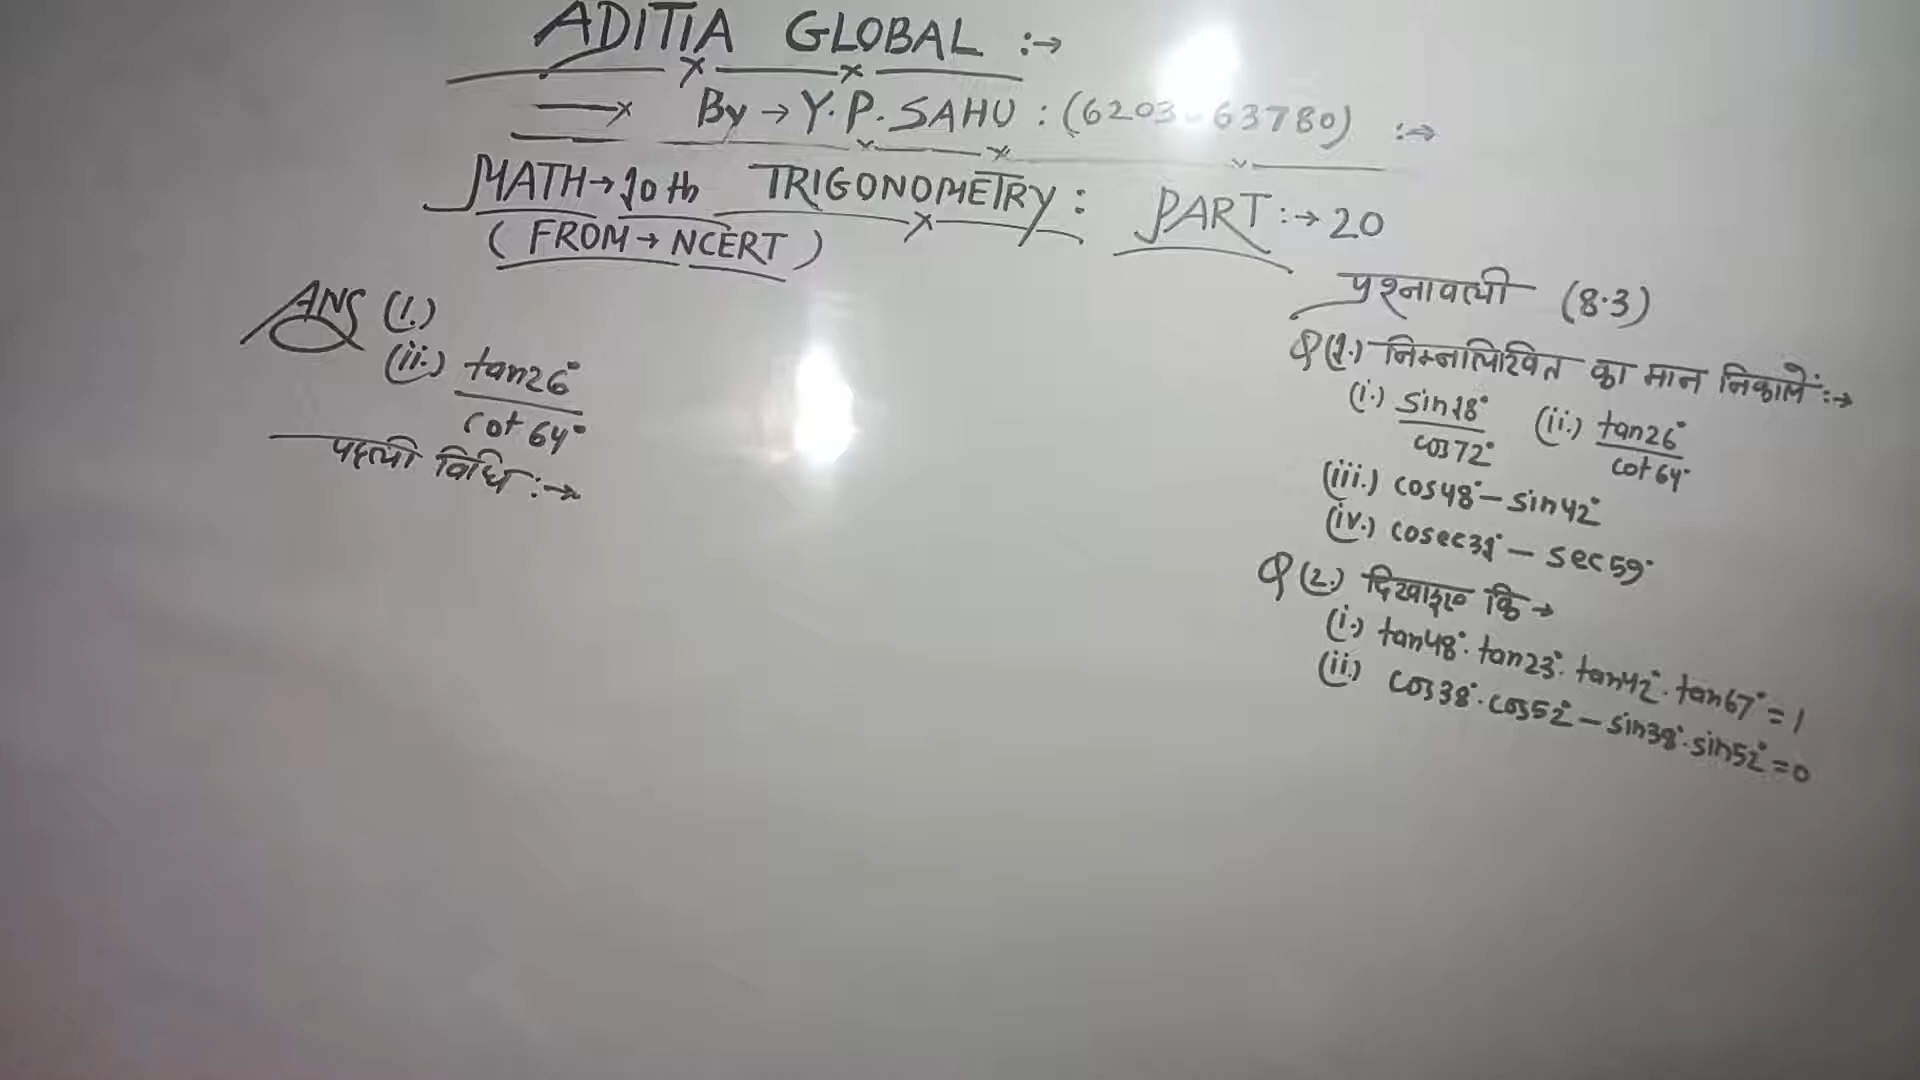 ADITIA GLOBAL :→
By → Y.P. SAHU : (6203-63780) :→
MATH → 10th TRIGONOMETRY : PART :→ 20
(FROM → NCERT)
प्रश्नावली (8.3)
Q(1.) निम्नलिखित का मान निकालें :→
(i.) sin18°/cos72° (ii.) tan26°/cot64°
(iii.) cos48° – sin42°
(iv.) cosec31° – sec59°
Q(2.) दिखाइए कि →
(i.) tan48°. tan23°. tan42°. tan67° = 1
(ii.) cos38°. cos52° – sin38°. sin52° = 0
ANS (1.)
(ii.) tan26°/cot64°
पहली विधि :→